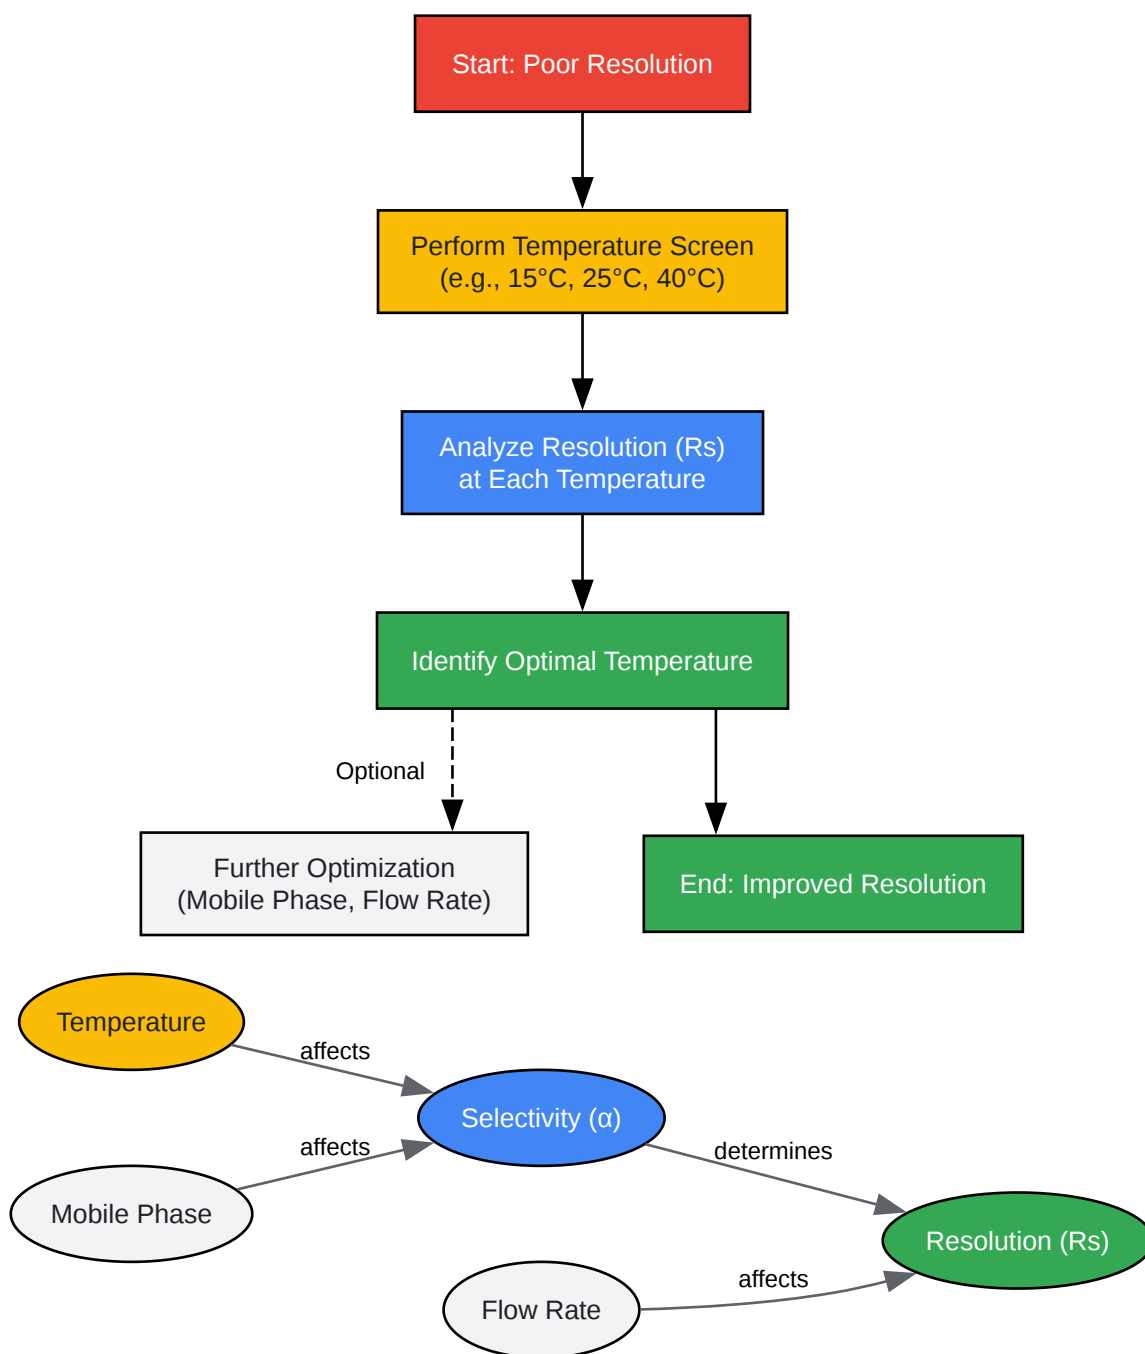 Start: Poor Resolution
Perform Temperature Screen
(e.g., 15°C, 25°C, 40°C)
Analyze Resolution (Rs)
at Each Temperature
Identify Optimal Temperature
Optional
Further Optimization
(Mobile Phase, Flow Rate)
End: Improved Resolution
Temperature
affects
Selectivity (α)
affects
Mobile Phase
determines
Resolution (Rs)
affects
Flow Rate